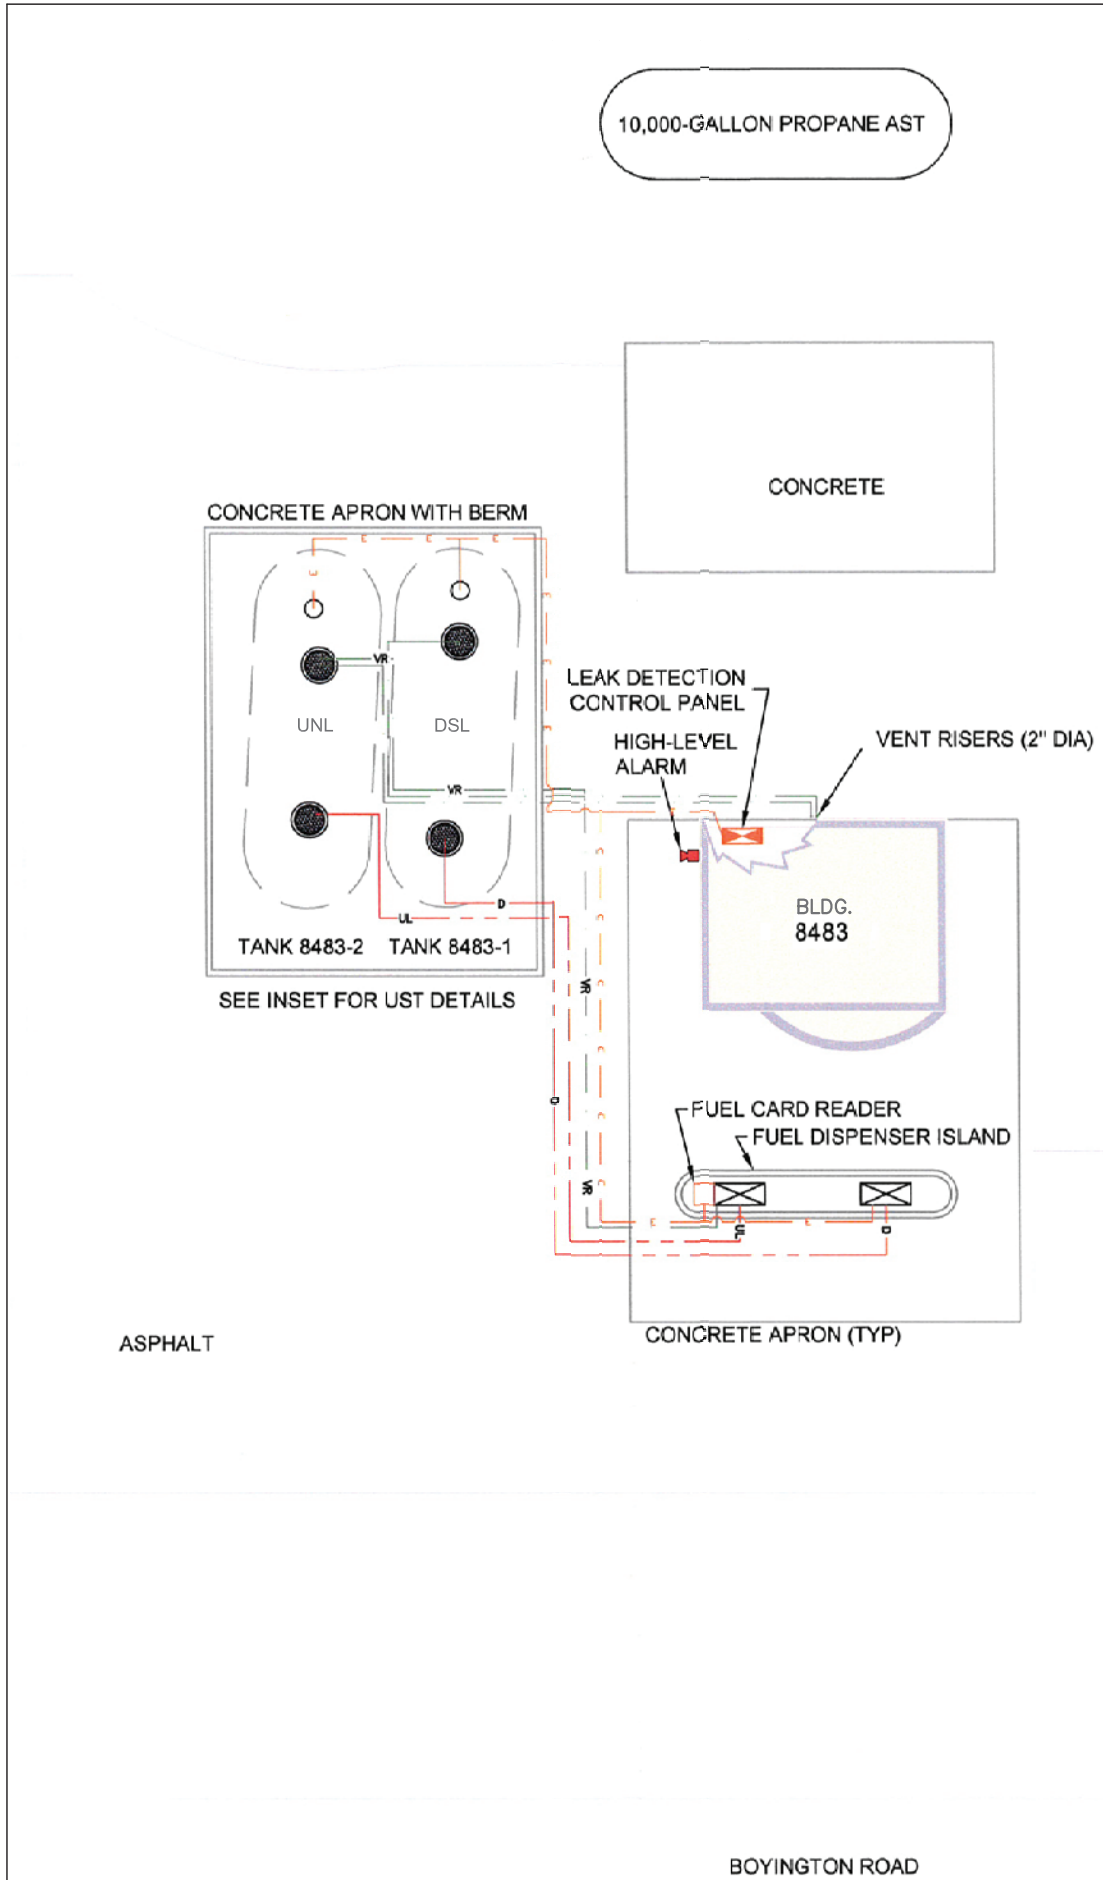 10,000-GALLON PROPANE AST
CONCRETE
CONCRETE APRON WITH BERM
E E E
E
E
E
E
VR
UNL
DSL
LEAK DETECTION
CONTROL PANEL
HIGH-LEVEL
ALARM
VENT RISERS (2" DIA)
VR
E
BLDG.
8483
D
UL
TANK 8483-2
TANK 8483-1
SEE INSET FOR UST DETAILS
VR
D
FUEL CARD READER
FUEL DISPENSER ISLAND
VR
E
E
UL
D
CONCRETE APRON (TYP)
ASPHALT
BOYINGTON ROAD